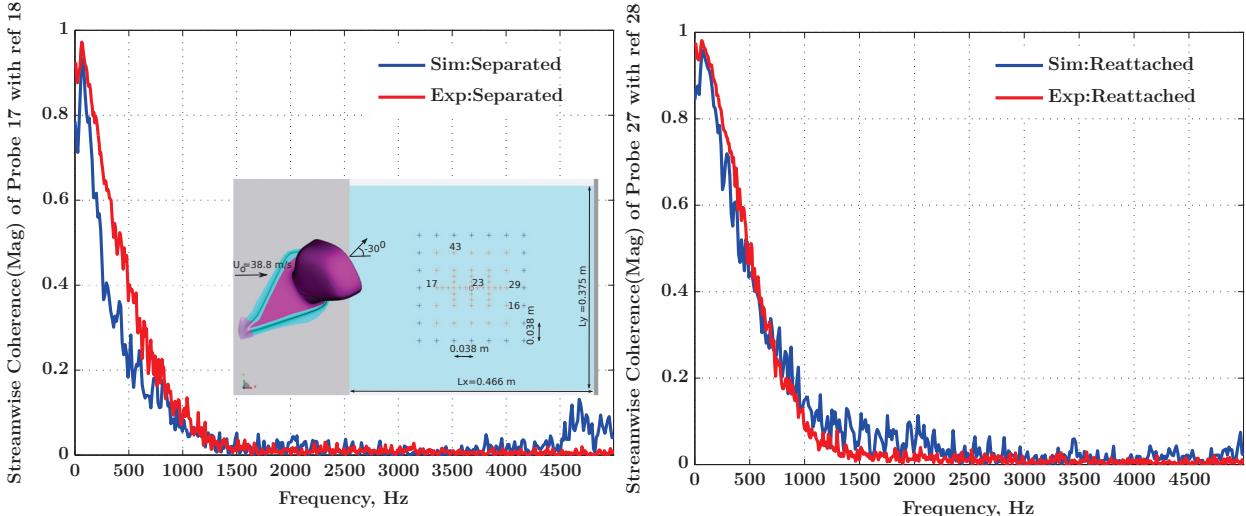 Streamwise Coherence(Mag) of Probe 17 with ref 18
1
0.8
0.6
0.4
0.2
0
0 500 1000 1500 2000 2500 3000 3500 4000 4500
Frequency, Hz
Sim:Separated
Exp:Separated
U₀=38.8 m/s
-30⁰
43
17
23
29
16
0.038 m
0.038 m
Lx=0.466 m
Ly =0.375 m
Streamwise Coherence(Mag) of Probe 27 with ref 28
1
0.8
0.6
0.4
0.2
0
0 500 1000 1500 2000 2500 3000 3500 4000 4500
Frequency, Hz
Sim:Reattached
Exp:Reattached